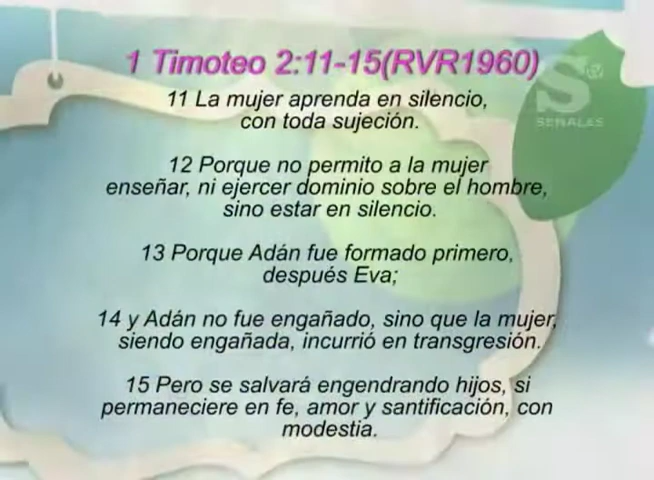 1 Timoteo 2:11-15(RVR1960)
S tv
SEÑALES
11 La mujer aprenda en silencio,
con toda sujeción.
12 Porque no permito a la mujer
enseñar, ni ejercer dominio sobre el hombre,
sino estar en silencio.
13 Porque Adán fue formado primero,
después Eva;
14 y Adán no fue engañado, sino que la mujer,
siendo engañada, incurrió en transgresión.
15 Pero se salvará engendrando hijos, si
permaneciere en fe, amor y santificación, con
modestia.